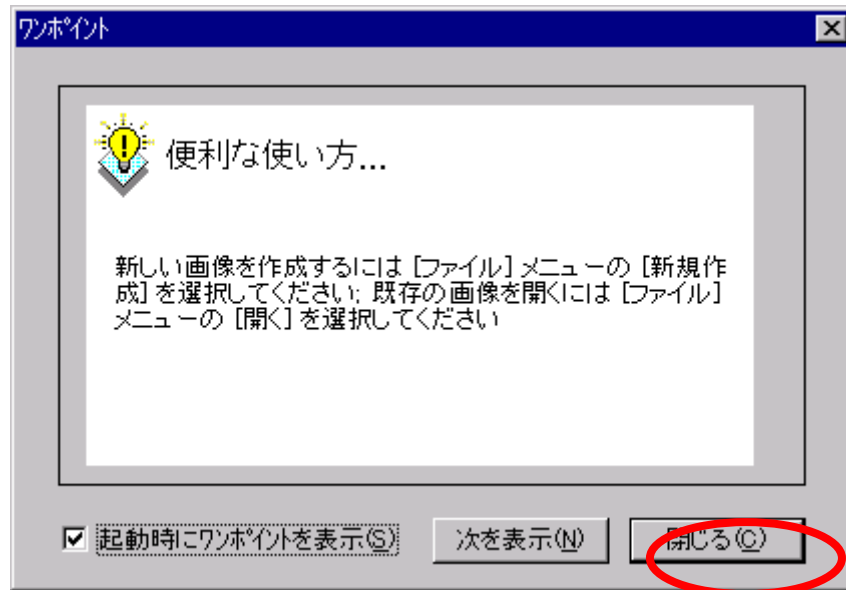 ワンポイント
便利な使い方...
新しい画像を作成するには [ファイル] メニューの [新規作
成] を選択してください; 既存の画像を開くには [ファイル]
メニューの [開く] を選択してください
起動時にワンポイントを表示(S) 次を表示(N) 閉じる(C)